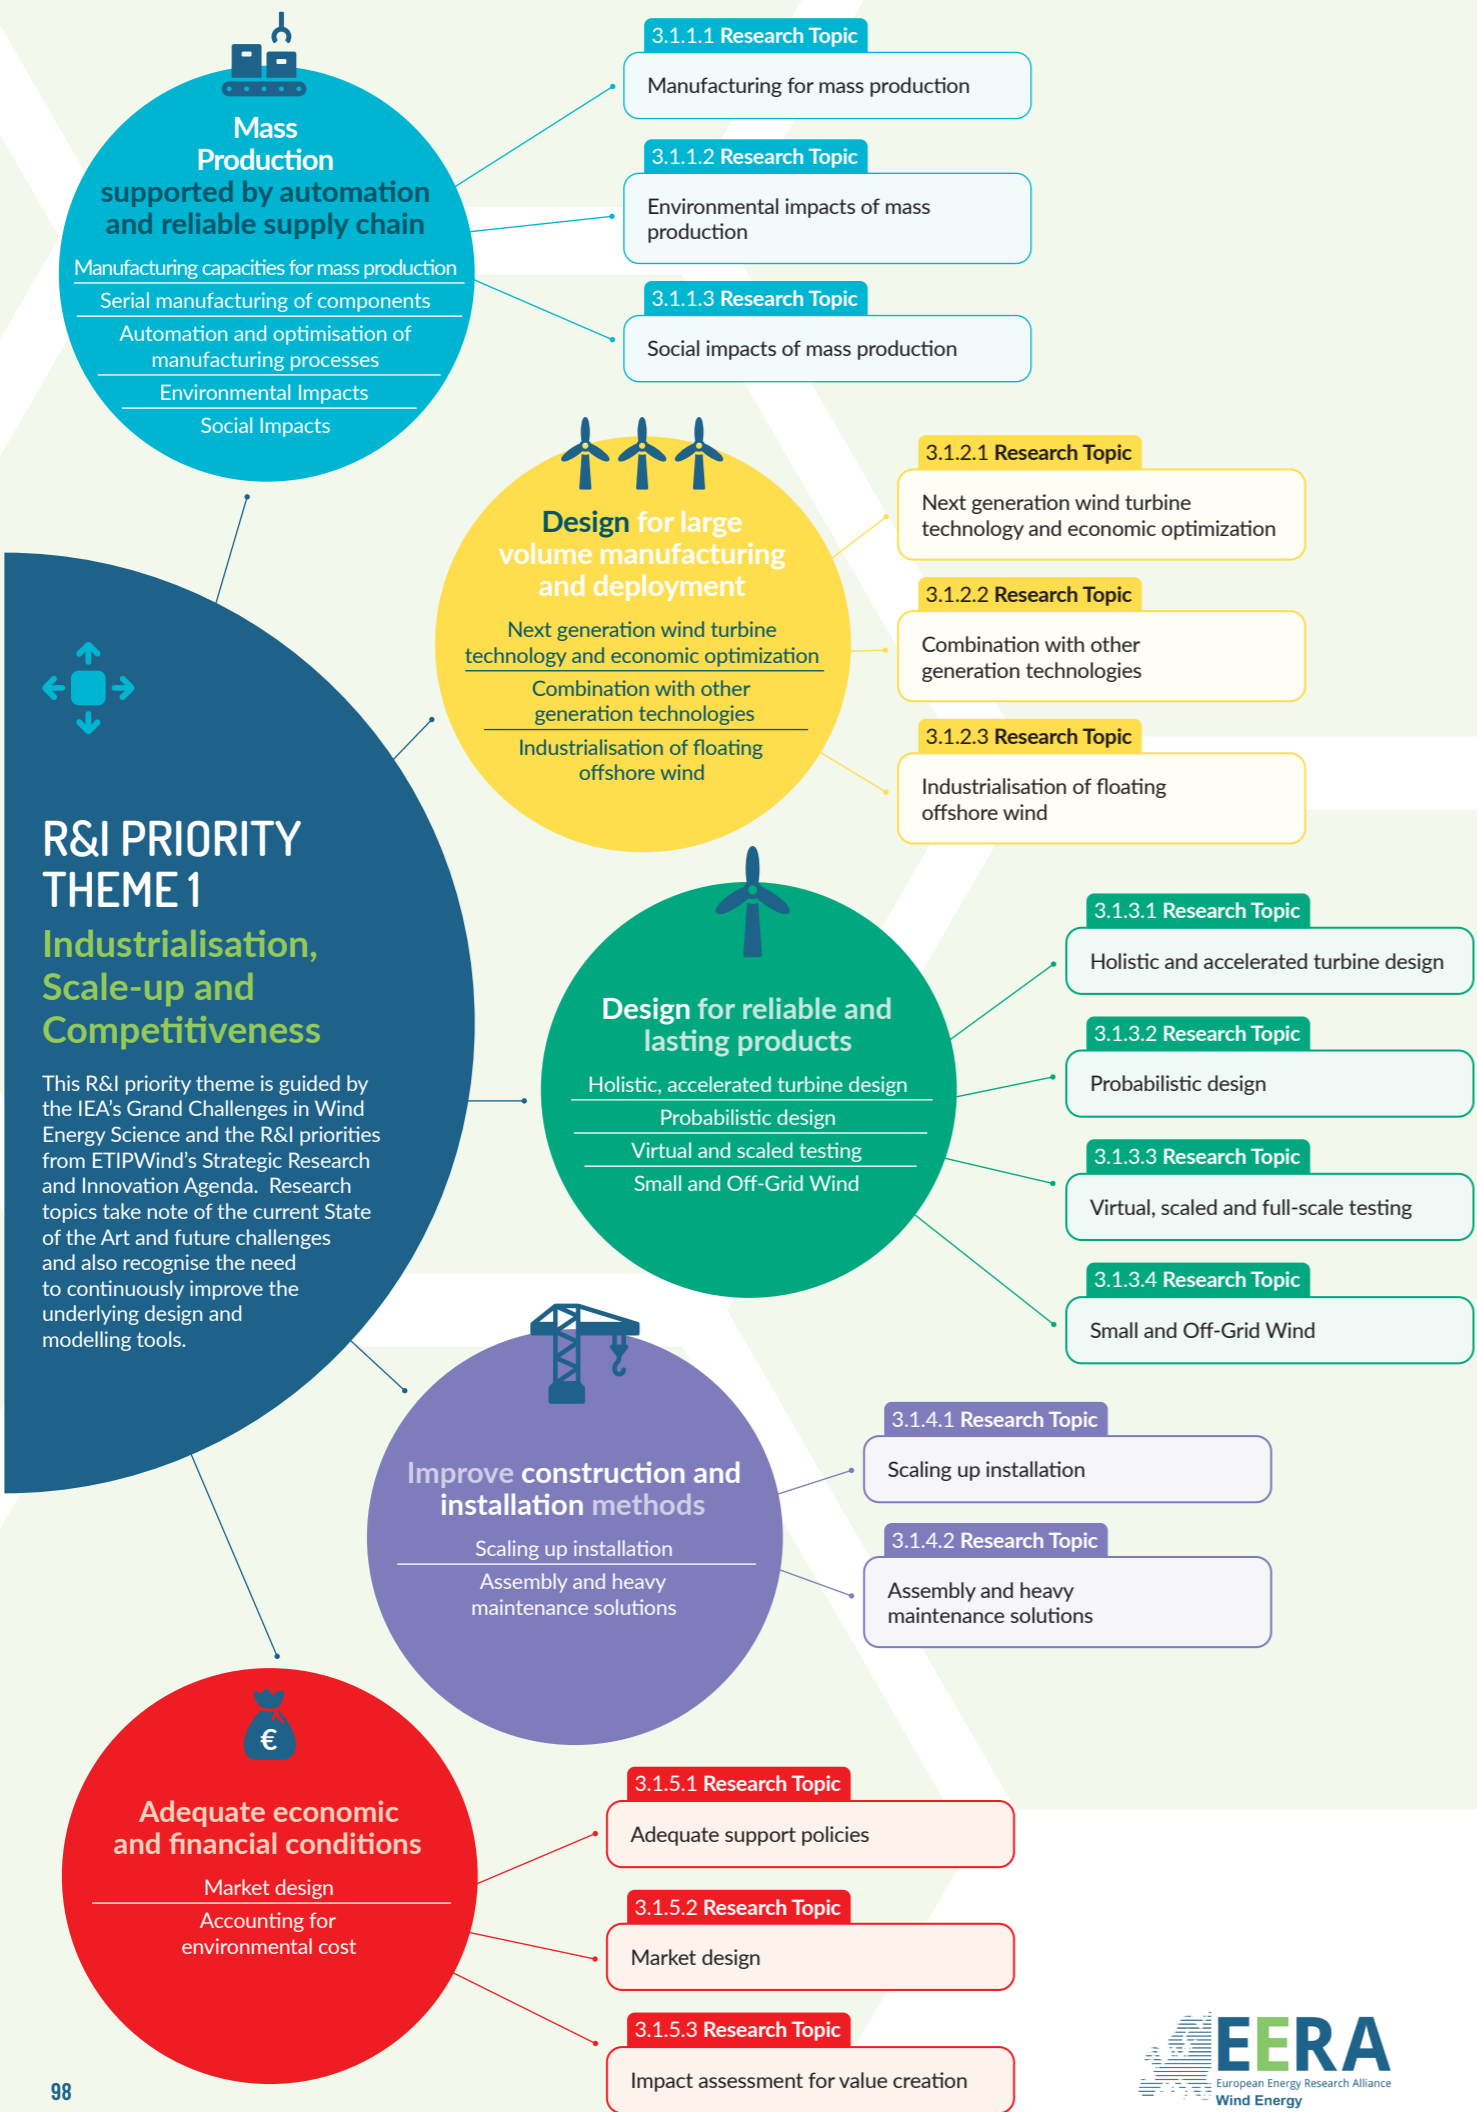 Mass
Production
supported by automation
and reliable supply chain
Manufacturing capacities for mass production
Serial manufacturing of components
Automation and optimisation of
manufacturing processes
Environmental Impacts
Social Impacts
3.1.1.1 Research Topic
Manufacturing for mass production
3.1.1.2 Research Topic
Environmental impacts of mass
production
3.1.1.3 Research Topic
Social impacts of mass production
Design for large
volume manufacturing
and deployment
Next generation wind turbine
technology and economic optimization
Combination with other
generation technologies
Industrialisation of floating
offshore wind
3.1.2.1 Research Topic
Next generation wind turbine
technology and economic optimization
3.1.2.2 Research Topic
Combination with other
generation technologies
3.1.2.3 Research Topic
Industrialisation of floating
offshore wind
R&I PRIORITY
THEME 1
Industrialisation,
Scale-up and
Competitiveness
This R&I priority theme is guided by
the IEA's Grand Challenges in Wind
Energy Science and the R&I priorities
from ETIPWind's Strategic Research
and Innovation Agenda. Research
topics take note of the current State
of the Art and future challenges
and also recognise the need
to continuously improve the
underlying design and
modelling tools.
Design for reliable and
lasting products
Holistic, accelerated turbine design
Probabilistic design
Virtual and scaled testing
Small and Off-Grid Wind
3.1.3.1 Research Topic
Holistic and accelerated turbine design
3.1.3.2 Research Topic
Probabilistic design
3.1.3.3 Research Topic
Virtual, scaled and full-scale testing
3.1.3.4 Research Topic
Small and Off-Grid Wind
Improve construction and
installation methods
Scaling up installation
Assembly and heavy
maintenance solutions
3.1.4.1 Research Topic
Scaling up installation
3.1.4.2 Research Topic
Assembly and heavy
maintenance solutions
€
Adequate economic
and financial conditions
Market design
Accounting for
environmental cost
3.1.5.1 Research Topic
Adequate support policies
3.1.5.2 Research Topic
Market design
3.1.5.3 Research Topic
Impact assessment for value creation
98
EERA
European Energy Research Alliance
Wind Energy